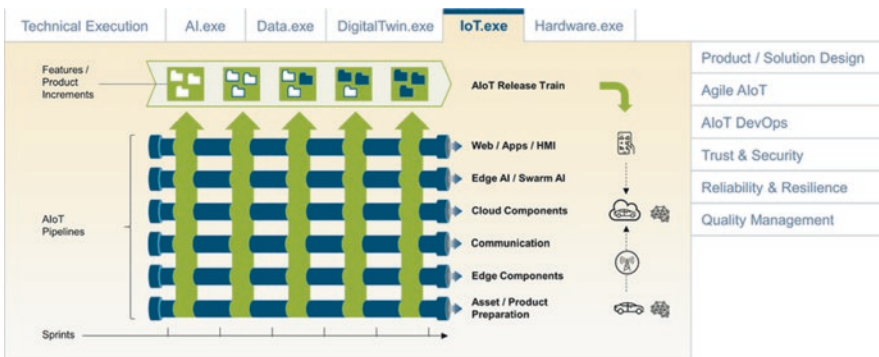 Technical Execution
AI.exe
Data.exe
DigitalTwin.exe
IoT.exe
Hardware.exe
Product / Solution Design
Agile AIoT
AIoT DevOps
Trust & Security
Reliability & Resilience
Quality Management
Features /
Product
Increments
AIoT Release Train
AIoT
Pipelines
Web / Apps / HMI
Edge AI / Swarm AI
Cloud Components
Communication
Edge Components
Asset / Product
Preparation
Sprints